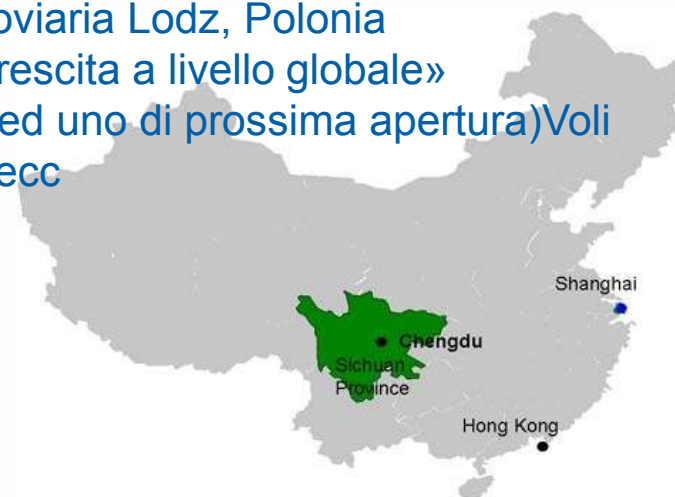 oviaria Lodz, Polonia
rescita a livello globale»
ed uno di prossima apertura)Voli
ecc
Shanghai
Chengdu
Sichuan
Province
Hong Kong